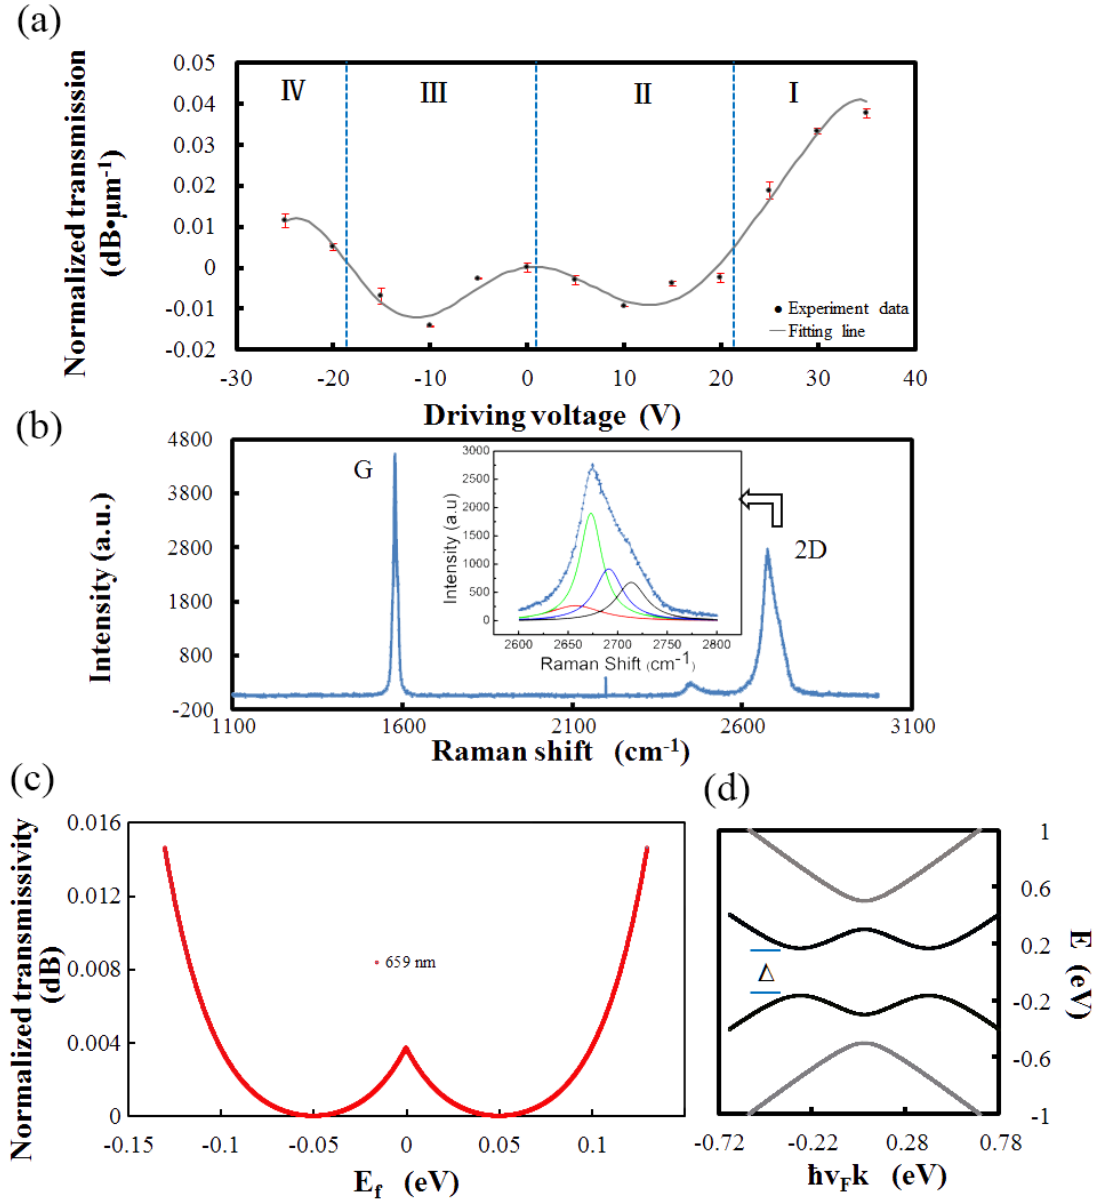 (a)
Normalized transmission
(dB•μm-1)
0.05
0.04
0.03
0.02
0.01
0
-0.01
-0.02
IV
III
II
I
Experiment data
Fitting line
-30
-20
-10
0
10
20
30
40
Driving voltage (V)
(b)
Intensity (a.u.)
4800
3800
2800
1800
800
-200
G
2D
Intensity (a.u)
3000
2500
2000
1500
1000
500
0
2600
2650
2700
2750
2800
Raman Shift (cm-1)
1100
1600
2100
2600
3100
Raman shift (cm-1)
(c)
Normalized transmissivity
(dB)
0.016
0.012
0.008
0.004
0
659 nm
-0.15
-0.1
-0.05
0
0.05
0.1
Ef (eV)
(d)
Δ
1
0.6
0.2
-0.2
-0.6
-1
E (eV)
-0.72
-0.22
0.28
0.78
ħvFk (eV)